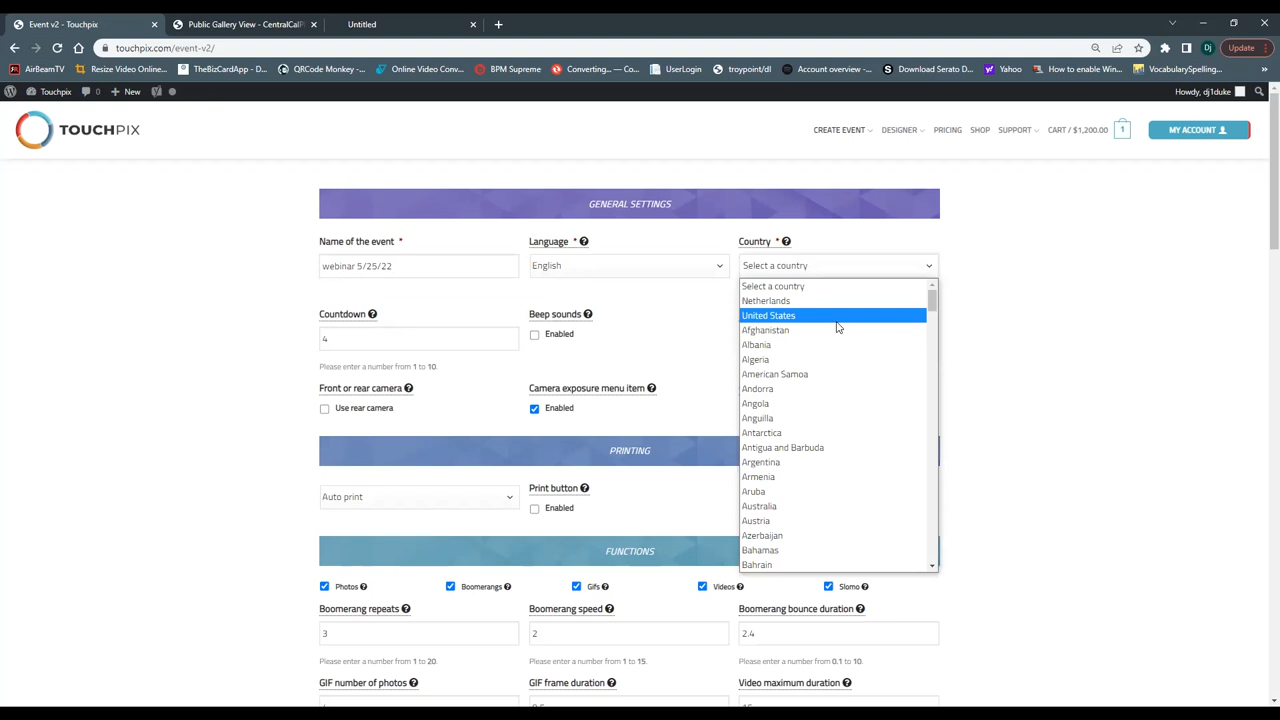 Event v2 - Touchpix
Public Gallery View - CentralCalP
Untitled
touchpix.com/event-v2/
Dj
Update
AirBeamTV
Resize Video Online...
TheBizCardApp - D...
QRCode Monkey -...
Online Video Conve...
BPM Supreme
Converting... — Co...
UserLogin
troypoint/dl
Account overview -...
Download Serato D...
Yahoo
How to enable Win...
VocabularySpelling...
Touchpix
0
New
Howdy, dj1duke
TOUCHPIX
CREATE EVENT
DESIGNER
PRICING
SHOP
SUPPORT
CART / $1,200.00
1
MY ACCOUNT
GENERAL SETTINGS
Name of the event *
Language *
Country *
webinar 5/25/22
English
Select a country
Select a country
Netherlands
United States
Afghanistan
Albania
Algeria
American Samoa
Andorra
Angola
Anguilla
Antarctica
Antigua and Barbuda
Argentina
Armenia
Aruba
Australia
Austria
Azerbaijan
Bahamas
Bahrain
Countdown
Beep sounds
4
Enabled
Please enter a number from 1 to 10.
Front or rear camera
Camera exposure menu item
Use rear camera
Enabled
PRINTING
Auto print
Print button
Enabled
FUNCTIONS
Photos
Boomerangs
Gifs
Videos
Slomo
Boomerang repeats
Boomerang speed
Boomerang bounce duration
3
2
2.4
Please enter a number from 1 to 20.
Please enter a number from 1 to 15.
Please enter a number from 0.1 to 10.
GIF number of photos
GIF frame duration
Video maximum duration